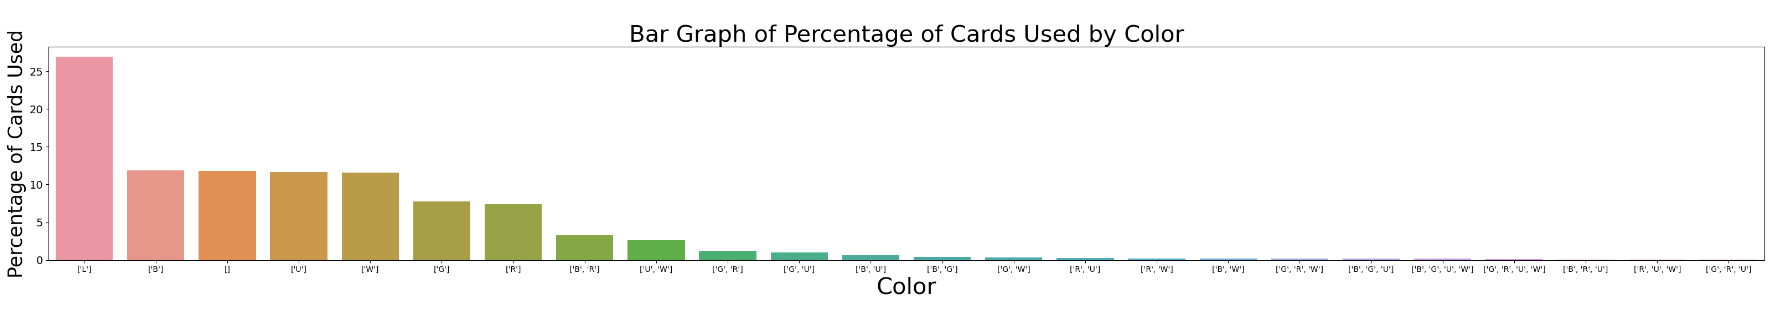 Bar Graph of Percentage of Cards Used by Color
Percentage of Cards Used
25
20
15
10
5
0
['L'] ['B'] [] ['U'] ['W'] ['G'] ['R'] ['B', 'R'] ['U', 'W'] ['G', 'R'] ['G', 'U'] ['B', 'U'] ['B', 'G'] ['G', 'W'] ['R', 'U'] ['R', 'W'] ['B', 'W'] ['G', 'R', 'W'] ['B', 'G', 'U'] ['B', 'G', 'U', 'W'] ['G', 'R', 'U', 'W'] ['B', 'R', 'U'] ['R', 'U', 'W'] ['G', 'R', 'U']
Color